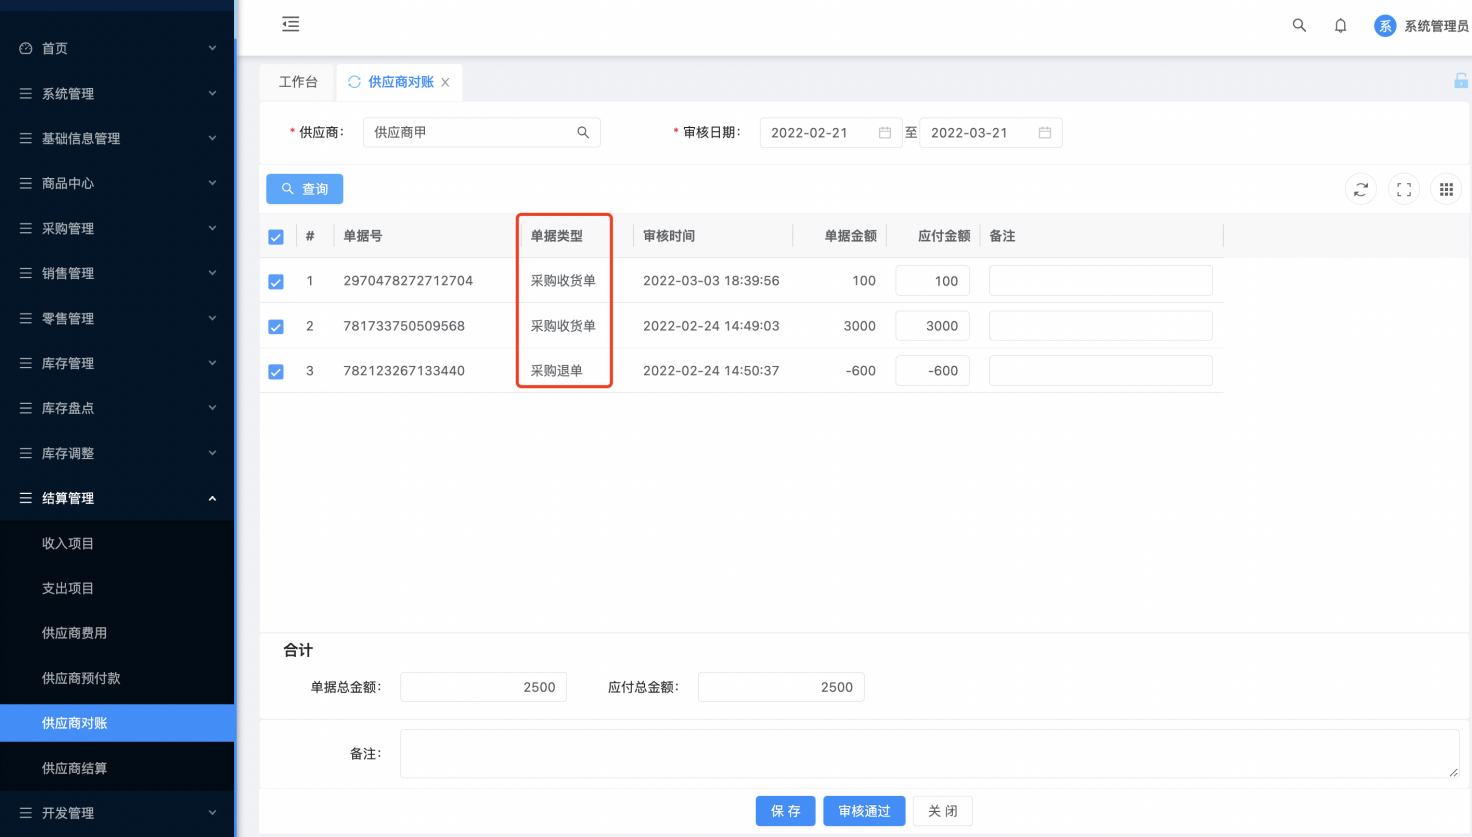 系 系统管理员
首页
系统管理
基础信息管理
商品中心
采购管理
销售管理
零售管理
库存管理
库存盘点
库存调整
结算管理
收入项目
支出项目
供应商费用
供应商预付款
供应商对账
供应商结算
开发管理
工作台 供应商对账
* 供应商: 供应商甲 * 审核日期: 2022-02-21 至 2022-03-21
查询
# 单据号 单据类型 审核时间 单据金额 应付金额 备注
1 2970478272712704 采购收货单 2022-03-03 18:39:56 100 100
2 781733750509568 采购收货单 2022-02-24 14:49:03 3000 3000
3 782123267133440 采购退单 2022-02-24 14:50:37 -600 -600
合计
单据总金额: 2500 应付总金额: 2500
备注:
保 存 审核通过 关 闭